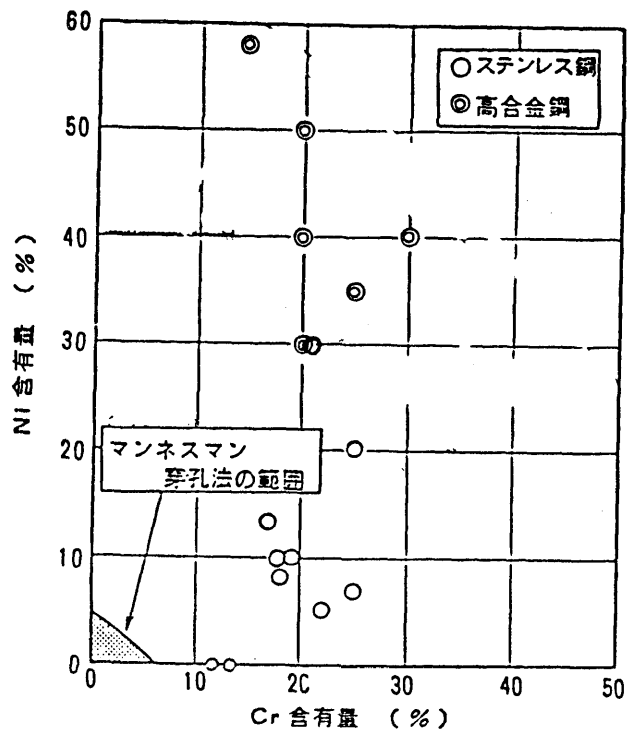 60
50
40
30
20
10
0
Ni 含有量 (%)
○ ステンレス鋼
◎ 高合金鋼
マンネスマン
穿孔法の範囲
0 10 20 30 40 50
Cr 含有量 (%)